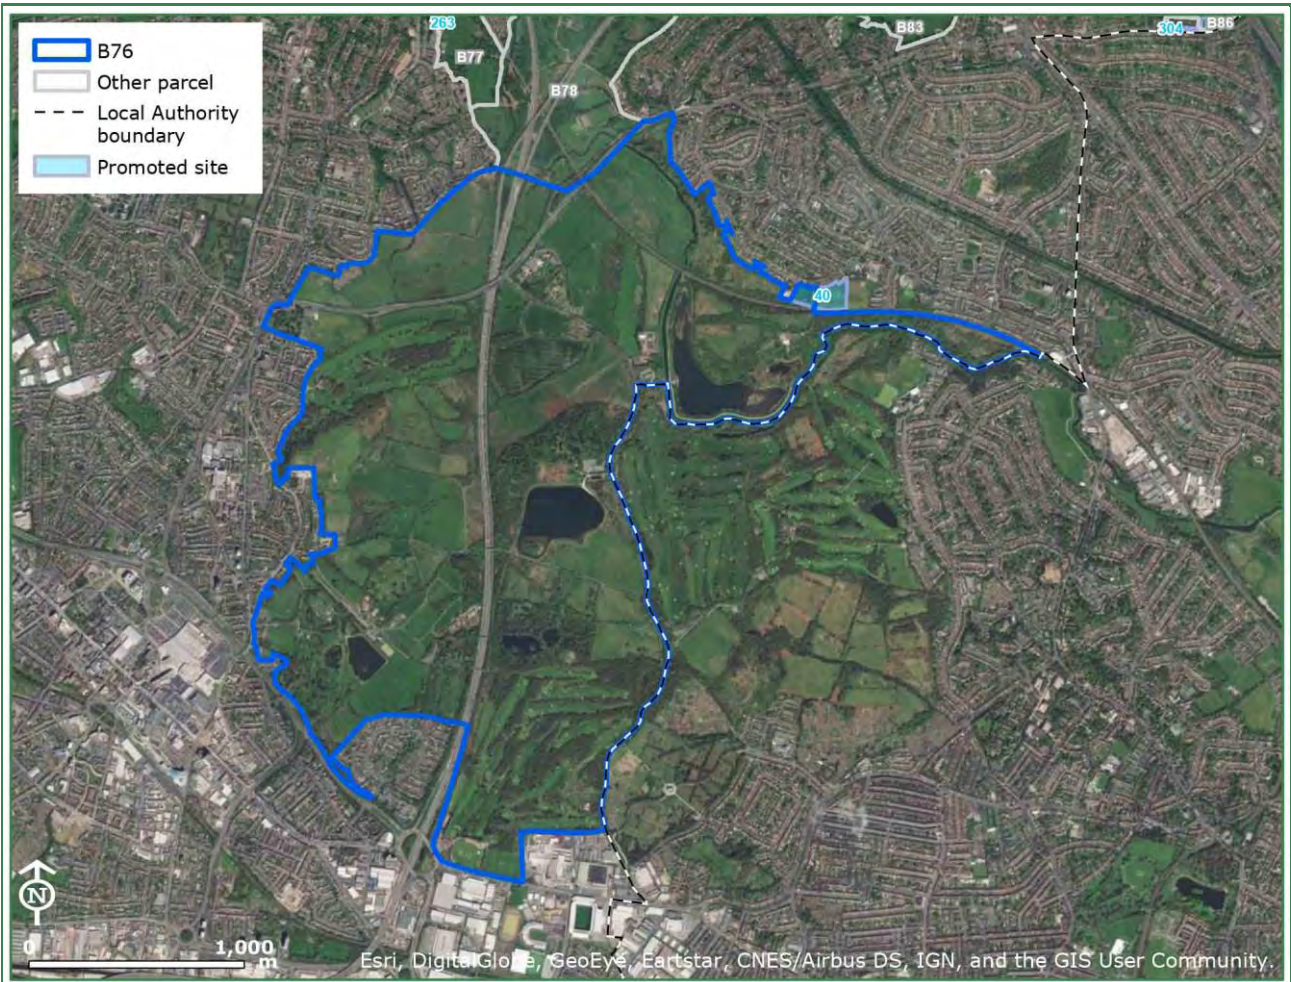 263
B77
B78
B83
304
B86
B76
Other parcel
Local Authority
boundary
Promoted site
40
N
0
1,000
m
Esri, DigitalGlobe, GeoEye, Eartstar, CNES/Airbus DS, IGN, and the GIS User Community.